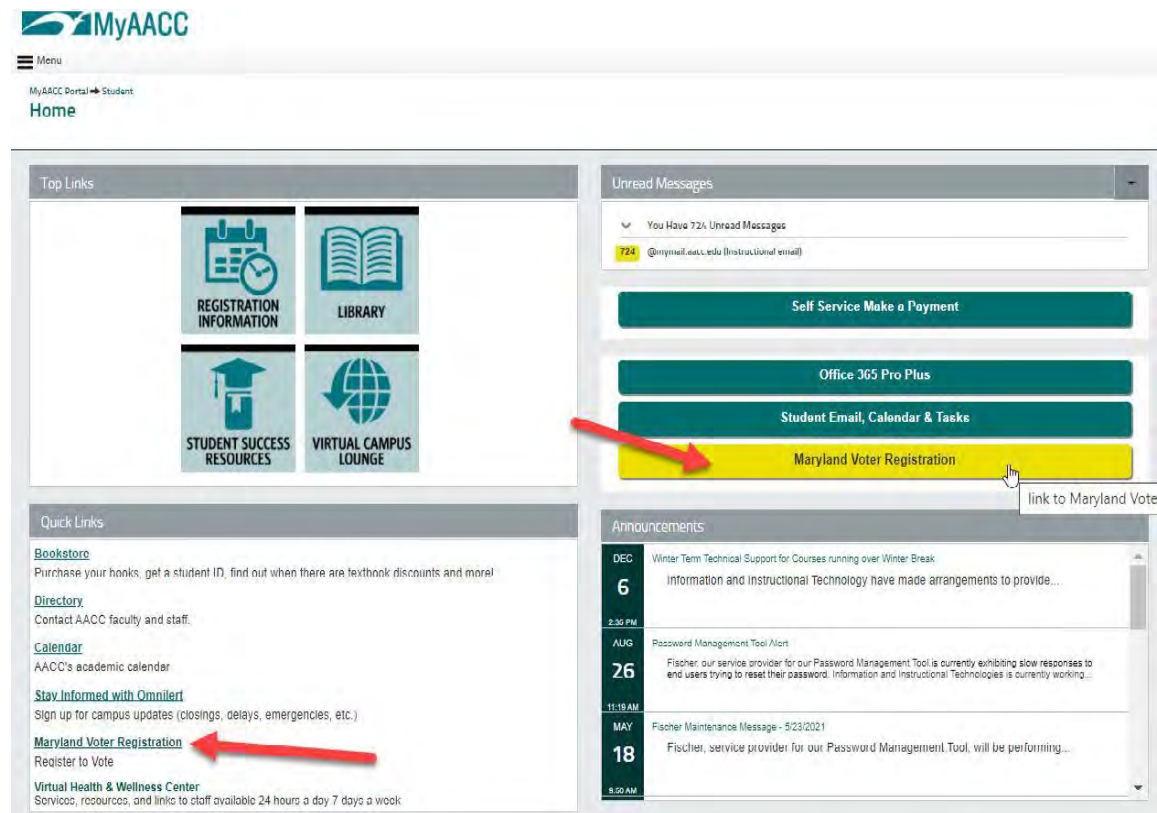 MyAACC
Menu
MyAACC Portal → Student
Home
Top Links
REGISTRATION
INFORMATION
LIBRARY
STUDENT SUCCESS
RESOURCES
VIRTUAL CAMPUS
LOUNGE
Unread Messages
You Have 724 Unread Messages
724 @mymail.aacc.edu (Instructional email)
Self Service Make a Payment
Office 365 Pro Plus
Student Email, Calendar & Tasks
Maryland Voter Registration
link to Maryland Vote
Quick Links
Bookstore
Purchase your books, get a student ID, find out when there are textbook discounts and more!
Directory
Contact AACC faculty and staff.
Calendar
AACC's academic calendar
Stay Informed with Omnilert
Sign up for campus updates (closings, delays, emergencies, etc.)
Maryland Voter Registration
Register to Vote
Virtual Health & Wellness Center
Services, resources, and links to staff available 24 hours a day 7 days a week
Announcements
DEC
6
2:35 PM
Winter Term Technical Support for Courses running over Winter Break
Information and Instructional Technology have made arrangements to provide...
AUG
26
11:19 AM
Password Management Tool Alert
Fischer, our service provider for our Password Management Tool is currently exhibiting slow responses to
end users trying to reset their password. Information and Instructional Technologies is currently working...
MAY
18
9:50 AM
Fischer Maintenance Message - 5/23/2021
Fischer, service provider for our Password Management Tool, will be performing...